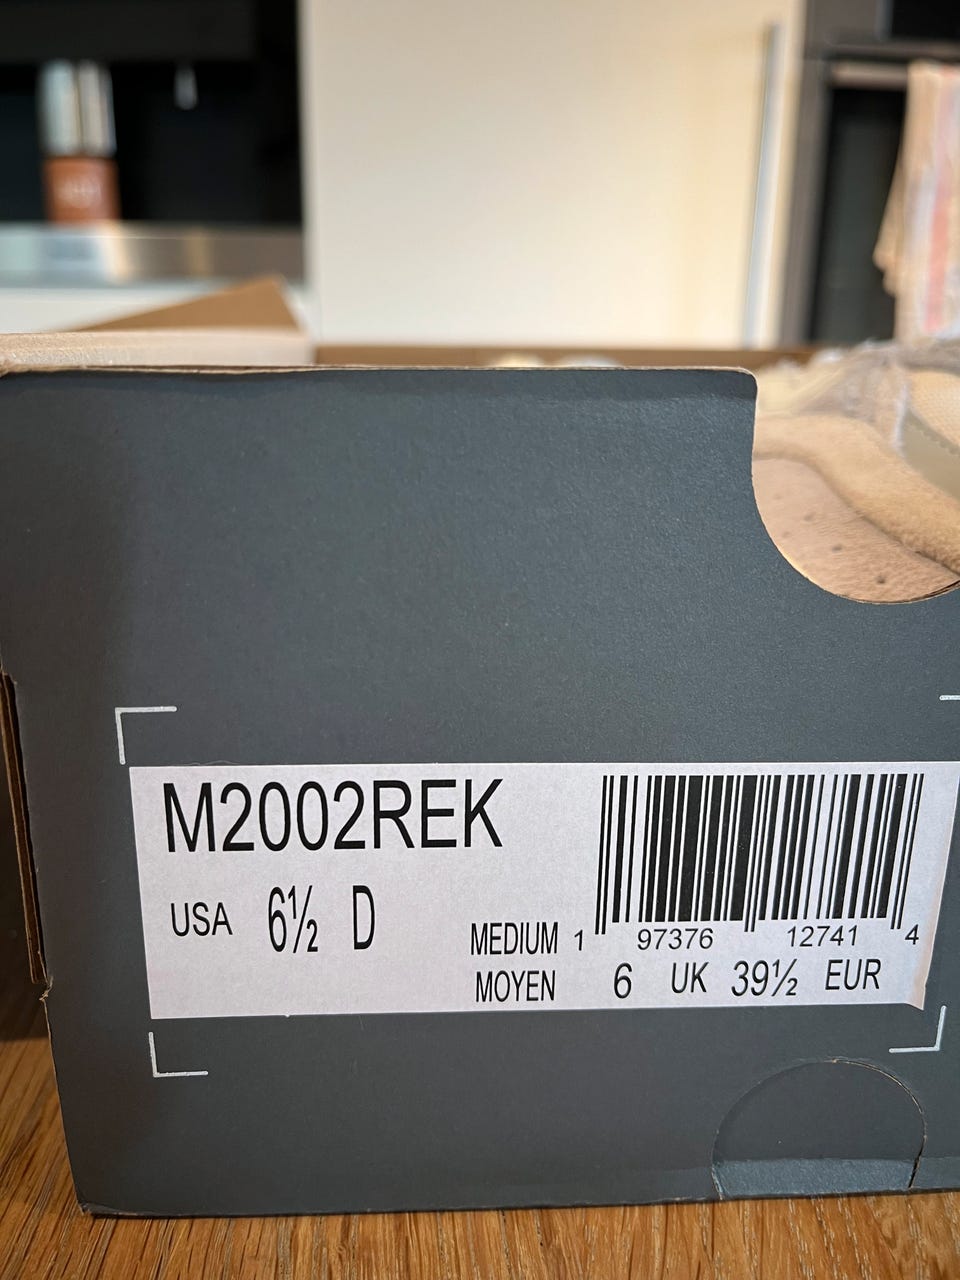 M2002REK
USA 6½ D
MEDIUM
MOYEN
1 97376 12741 4
6 UK 39½ EUR